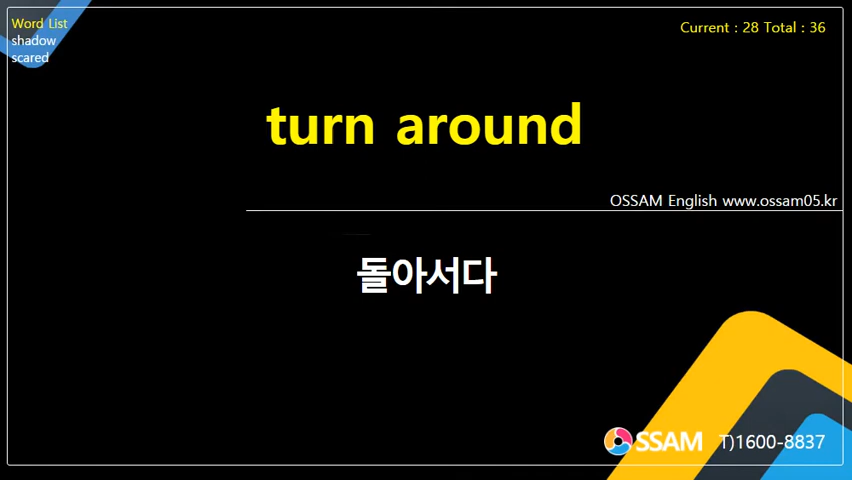 Word List
shadow
scared
Current : 28 Total : 36
turn around
OSSAM English www.ossam05.kr
돌아서다
OSSAM T)1600-8837